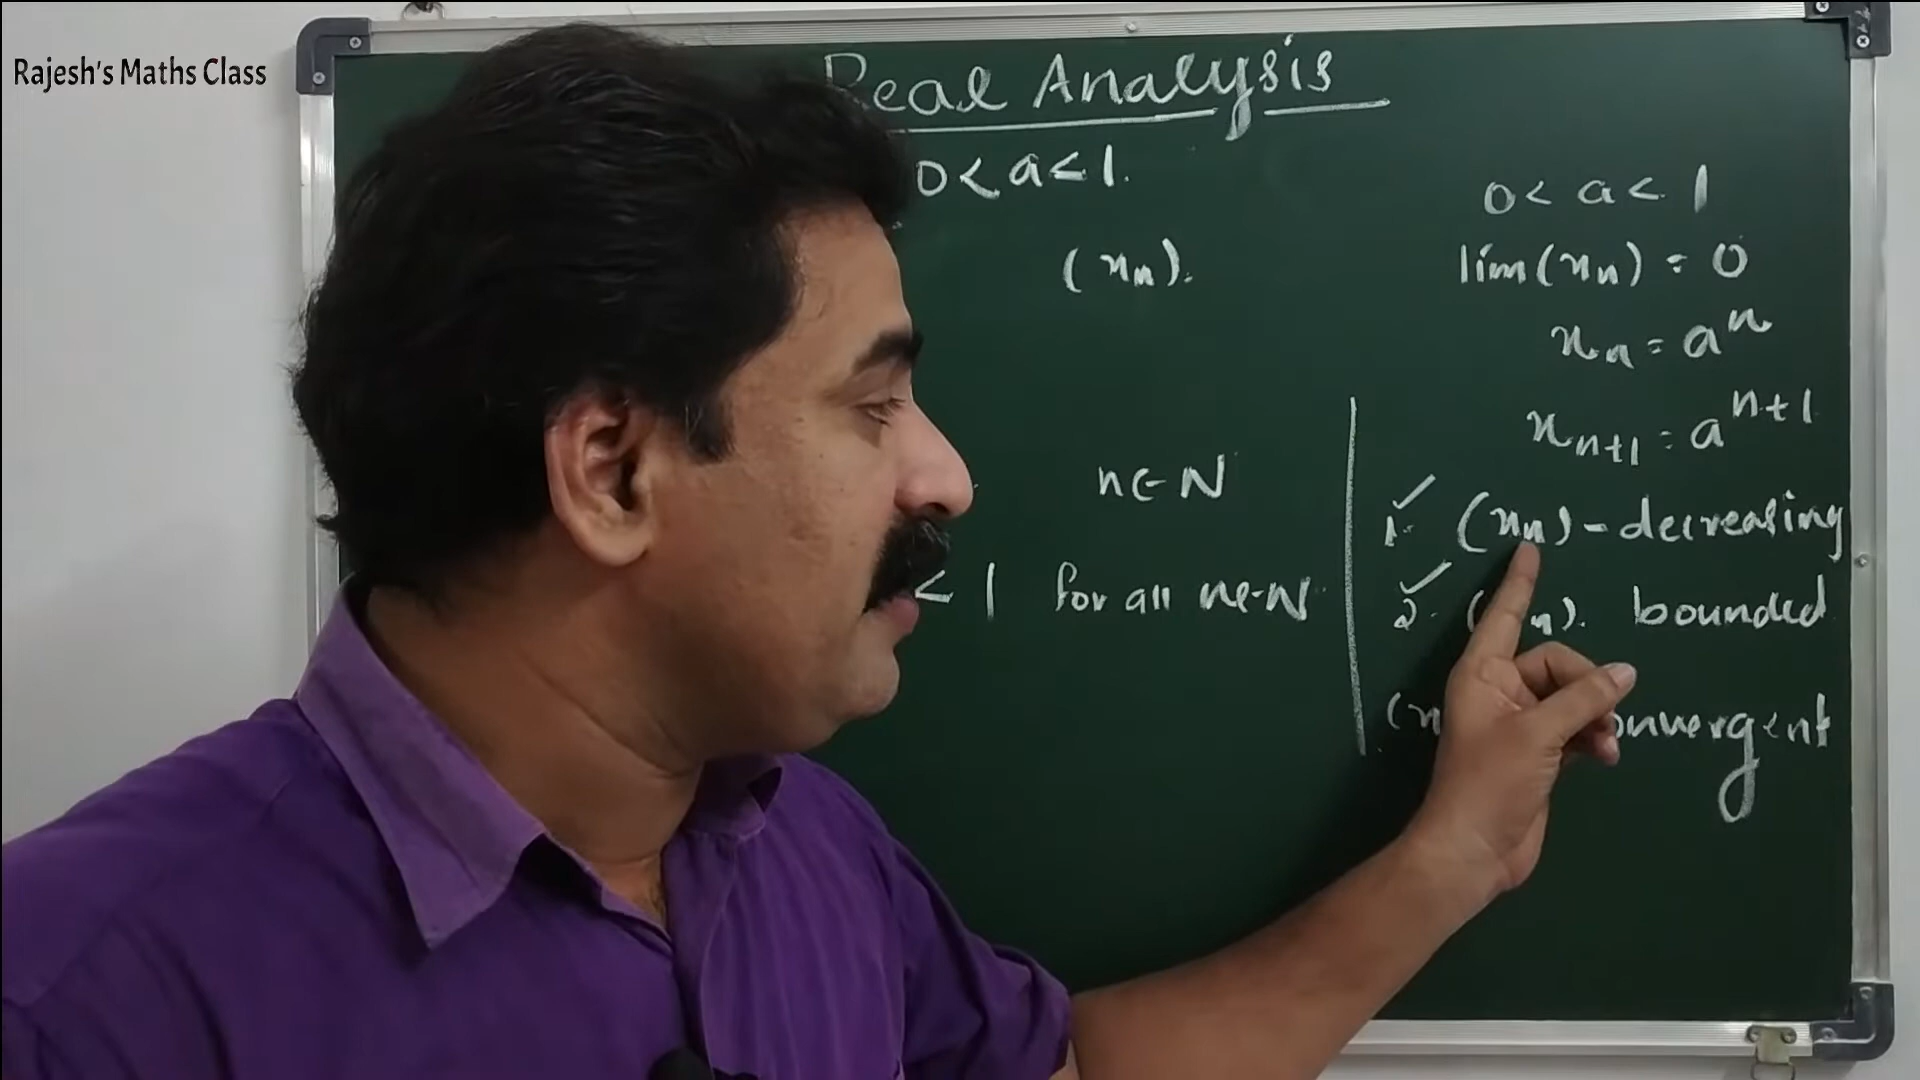 Rajesh's Maths Class
Real Analysis
0 < a < 1.
(xn).
n ∈ N
< 1 for all n ∈ N
0 < a < 1
lim (xn) = 0
xn = a^n
xn+1 = a^n+1
1. (xn) - decreasing
2. bounded
convergent